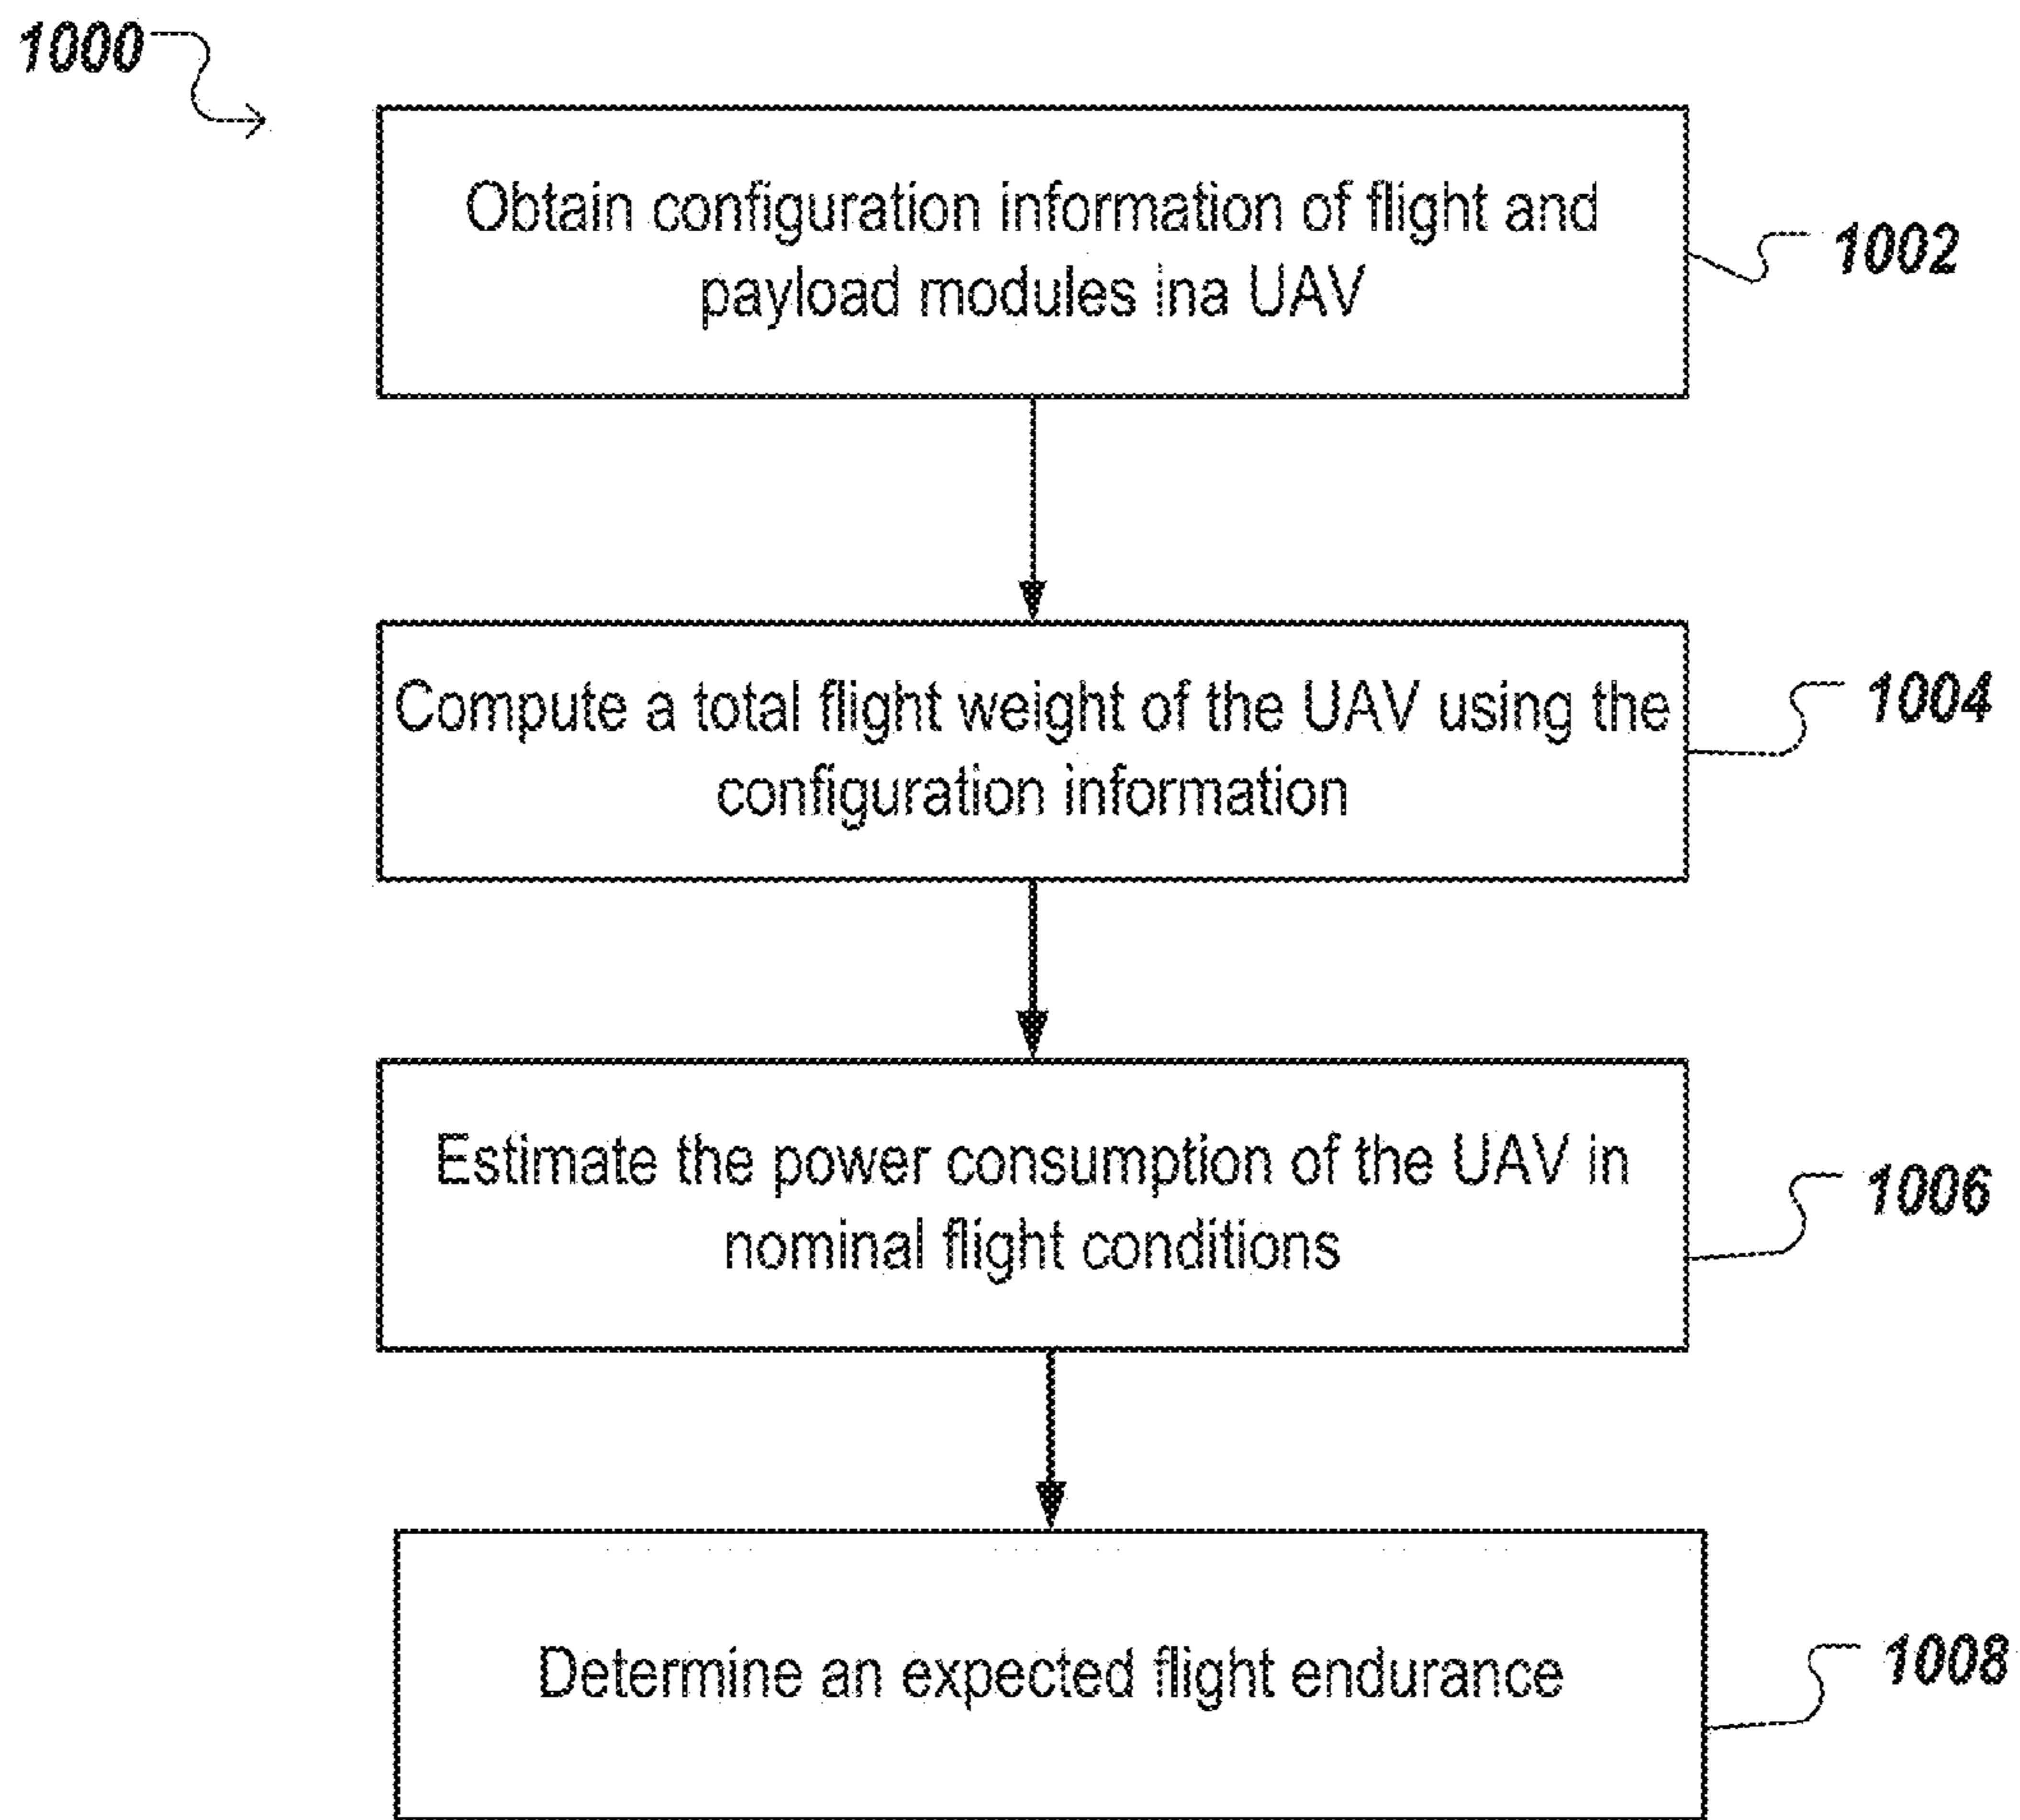 1000
Obtain configuration information of flight and
payload modules ina UAV
1002
Compute a total flight weight of the UAV using the
configuration information
1004
Estimate the power consumption of the UAV in
nominal flight conditions
1006
Determine an expected flight endurance
1008